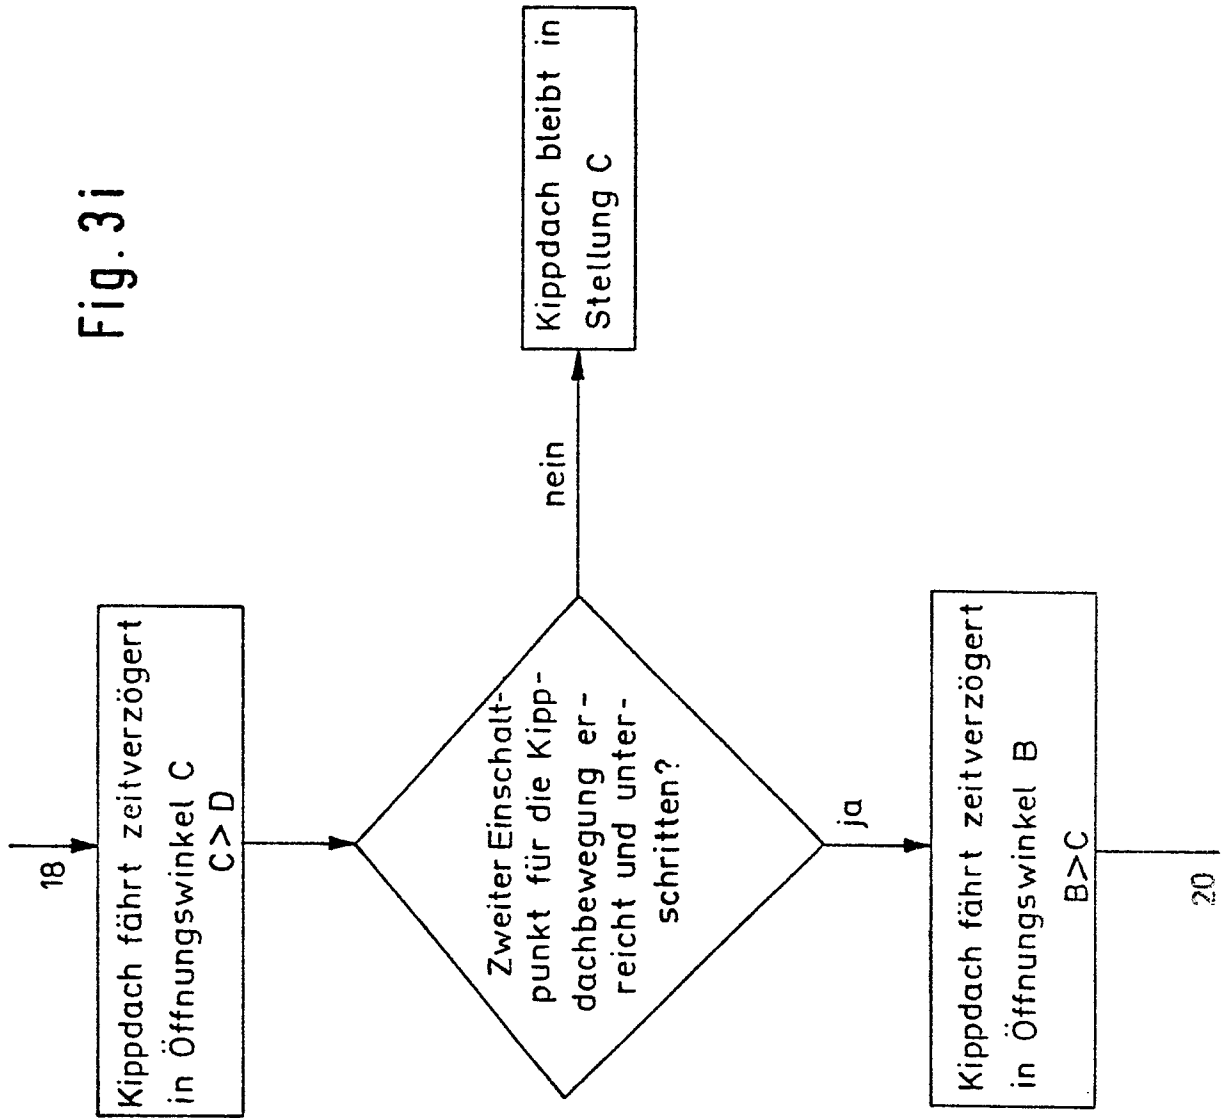 Fig. 3i
18
Kippdach fährt zeitverzögert
in Öffnungswinkel C
C > D
Zweiter Einschalt-
punkt für die Kipp-
dachbewegung er-
reicht und unter-
schritten?
nein
Kippdach bleibt in
Stellung C
ja
Kippdach fährt zeitverzögert
in Öffnungswinkel B
B>C
20